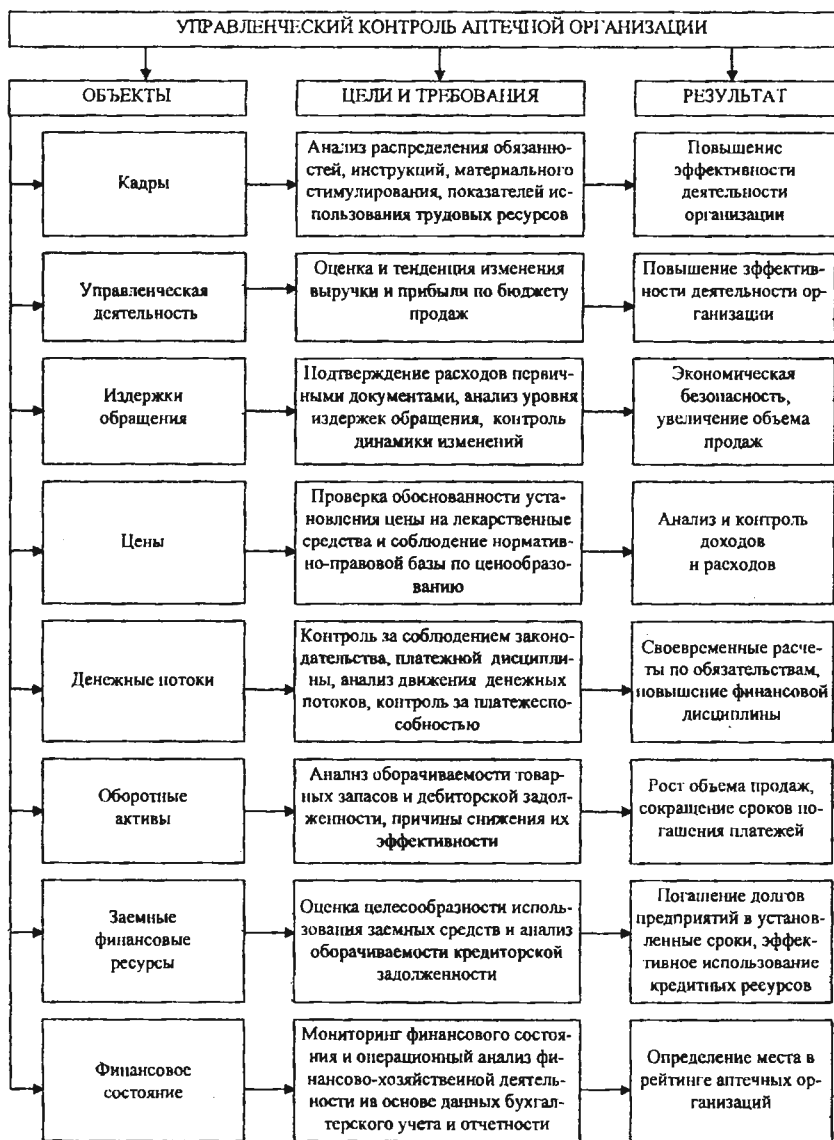 УПРАВЛЕНЧЕСКИЙ КОНТРОЛЬ АПТЕЧНОЙ ОРГАНИЗАЦИИ
ОБЪЕКТЫ
ЦЕЛИ И ТРЕБОВАНИЯ
РЕЗУЛЬТАТ
Кадры
Анализ распределения обязанно-
стей, инструкций, материального
стимулирования, показателей ис-
пользования трудовых ресурсов
Повышение
эффективности
деятельности
организации
Управленческая
деятельность
Оценка и тенденция изменения
выручки и прибыли по бюджету
продаж
Повышение эффектив-
ности деятельности ор-
ганизации
Издержки
обращения
Подтверждение расходов первич-
ными документами, анализ уровня
издержек обращения, контроль
динамики изменений
Экономическая
безопасность,
увеличение объема
продаж
Цены
Проверка обоснованности уста-
новления цены на лекарственные
средства и соблюдение норматив-
но-правовой базы по ценообразо-
ванию
Анализ и контроль
доходов
и расходов
Денежные потоки
Контроль за соблюдением законо-
дательства, платежной дисципли-
ны, анализ движения денежных
потоков, контроль за платежеспо-
собностью
Своевременные расче-
ты по обязательствам,
повышение финансовой
дисциплины
Оборотные
активы
Анализ оборачиваемости товар-
ных запасов и дебиторской задол-
женности, причины снижения их
эффективности
Рост объема продаж,
сокращение сроков по-
гашения платежей
Заемные
финансовые
ресурсы
Оценка целесообразности исполь-
зования заемных средств и анализ
оборачиваемости кредиторской
задолженности
Погашение долгов
предприятий в установ-
ленные сроки, эффек-
тивное использование
кредитных ресурсов
Финансовое
состояние
Мониторинг финансового состоя-
ния и операционный анализ фи-
нансово-хозяйственной деятель-
ности на основе данных бухгал-
терского учета и отчетности
Определение места в
рейтинге аптечных ор-
ганизаций